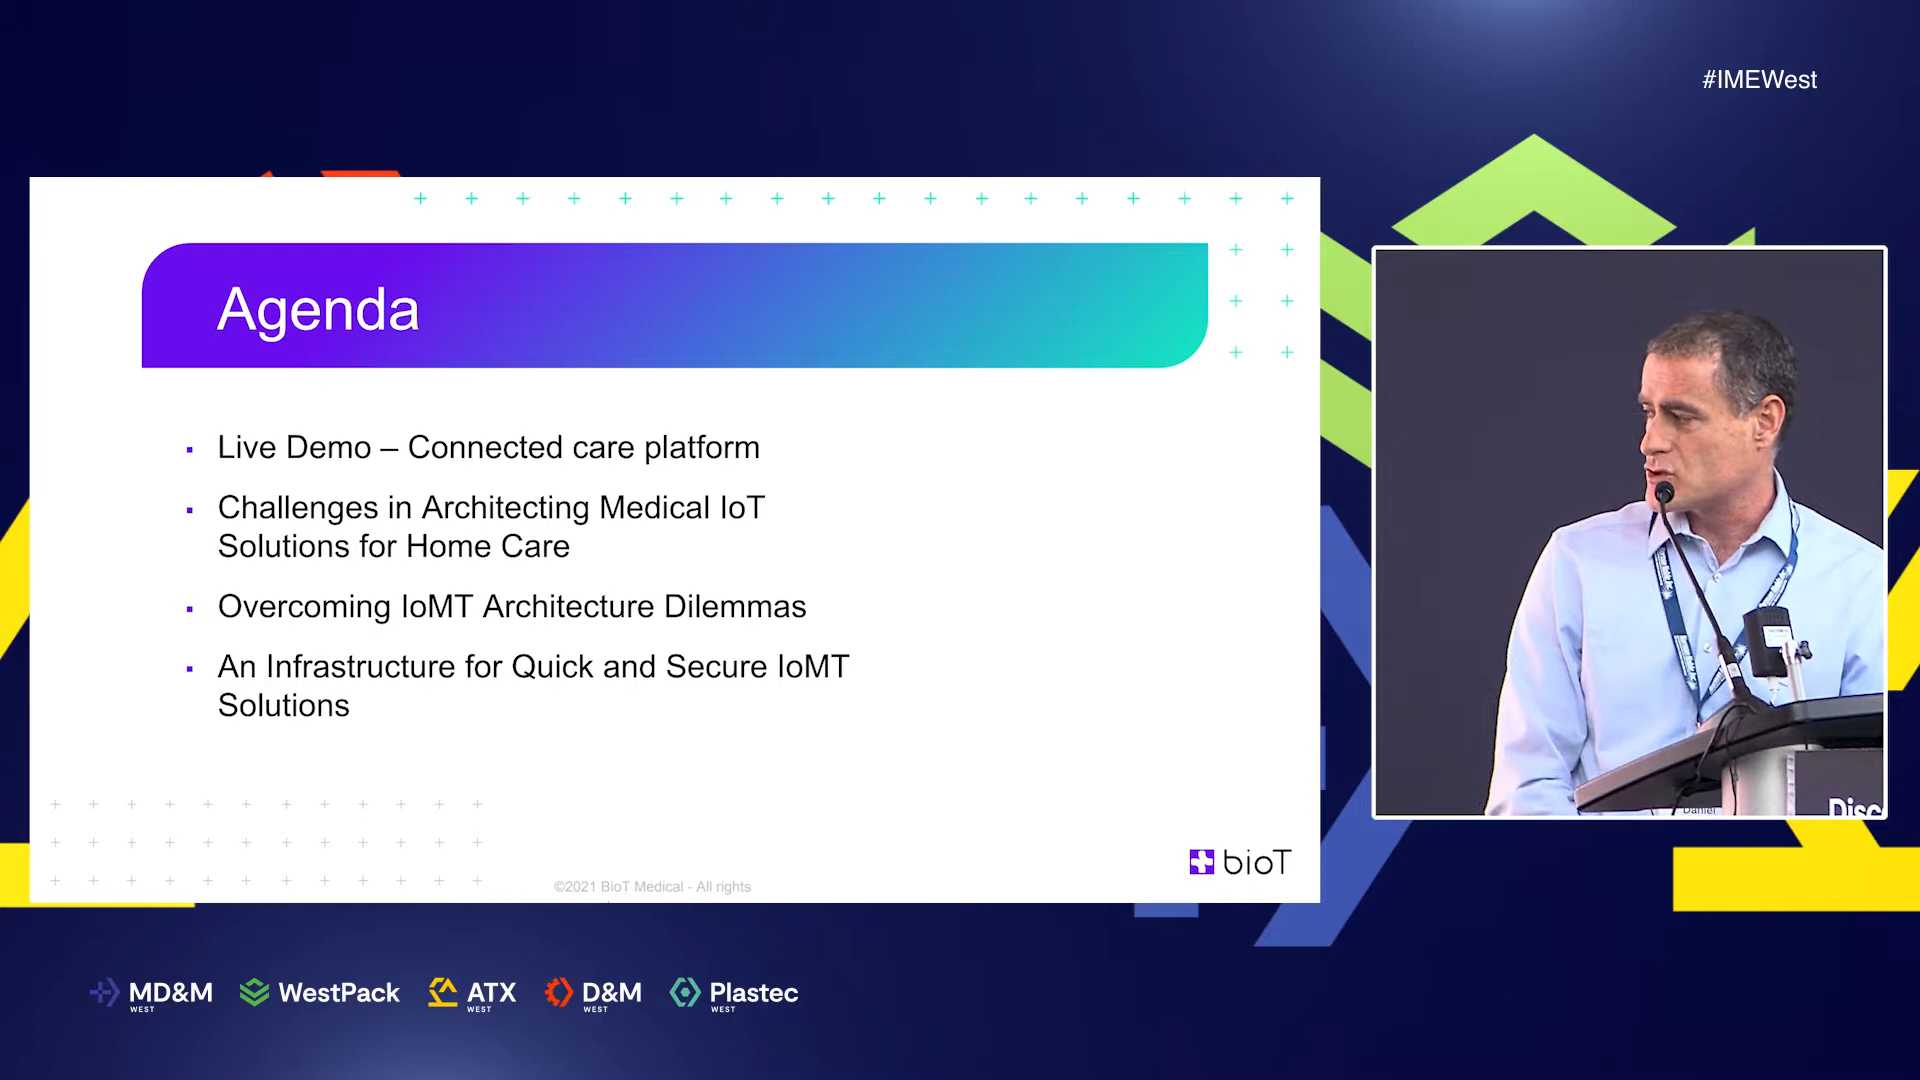 #IMEWest
Agenda
Live Demo – Connected care platform
Challenges in Architecting Medical IoT
Solutions for Home Care
Overcoming IoMT Architecture Dilemmas
An Infrastructure for Quick and Secure IoMT
Solutions
©2021 BioT Medical - All rights
bioT
Daniel
Disc
MD&M
WEST
WestPack
ATX
WEST
D&M
WEST
Plastec
WEST